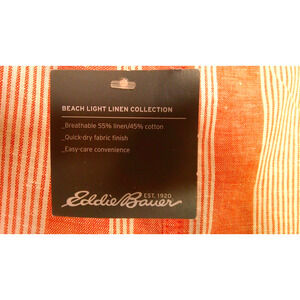 BEACH LIGHT LINEN COLLECTION
_Breathable 55% linen/45% cotton
_Quick-dry fabric finish
_Easy-care convenience
EST. 1920
Eddie Bauer